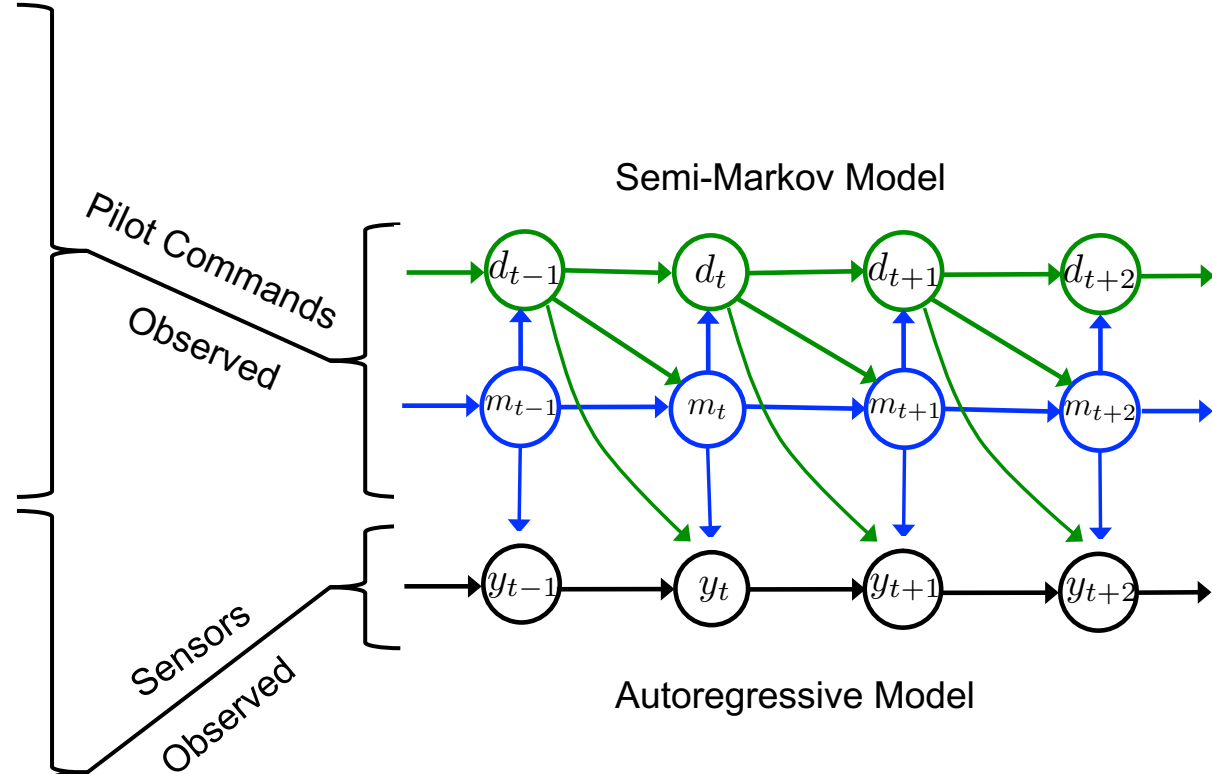 Semi-Markov Model
Pilot Commands
Observed
d_{t-1} d_t d_{t+1} d_{t+2}
m_{t-1} m_t m_{t+1} m_{t+2}
y_{t-1} y_t y_{t+1} y_{t+2}
Sensors
Observed
Autoregressive Model